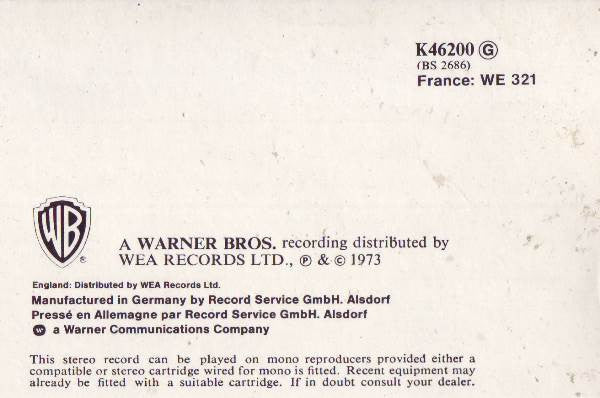 K46200 G
(BS 2686)
France: WE 321
WB ®
A WARNER BROS. recording distributed by
WEA RECORDS LTD., ℗ & © 1973
England: Distributed by WEA Records Ltd.
Manufactured in Germany by Record Service GmbH. Alsdorf
Pressé en Allemagne par Record Service GmbH. Alsdorf
w a Warner Communications Company
This stereo record can be played on mono reproducers provided either a
compatible or stereo cartridge wired for mono is fitted. Recent equipment may
already be fitted with a suitable cartridge. If in doubt consult your dealer.